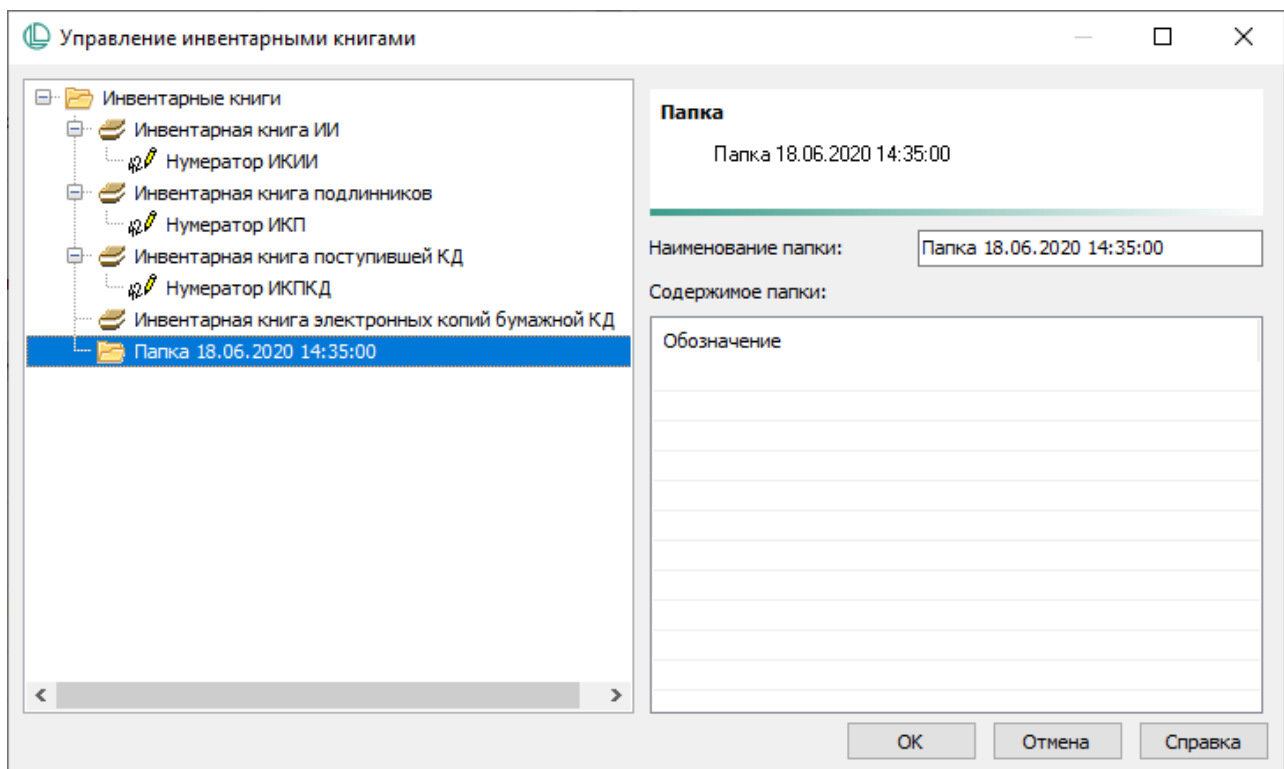 Управление инвентарными книгами
Инвентарные книги
Инвентарная книга ИИ
Нумератор ИКИИ
Инвентарная книга подлинников
Нумератор ИКП
Инвентарная книга поступившей КД
Нумератор ИКПКД
Инвентарная книга электронных копий бумажной КД
Папка 18.06.2020 14:35:00
Папка
Папка 18.06.2020 14:35:00
Наименование папки: Папка 18.06.2020 14:35:00
Содержимое папки:
Обозначение
ОК Отмена Справка